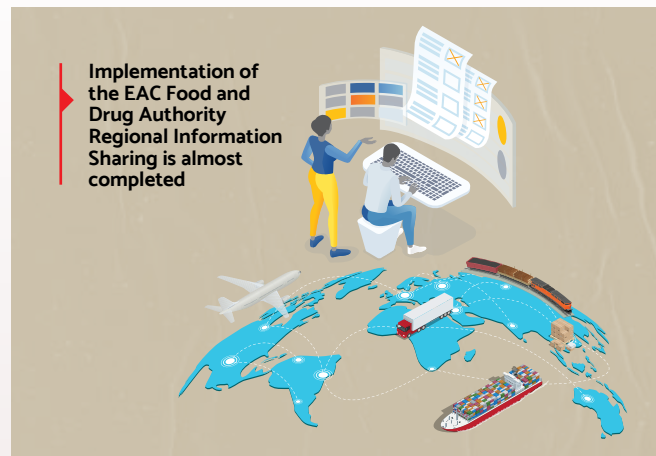 Implementation of
the EAC Food and
Drug Authority
Regional Information
Sharing is almost
completed